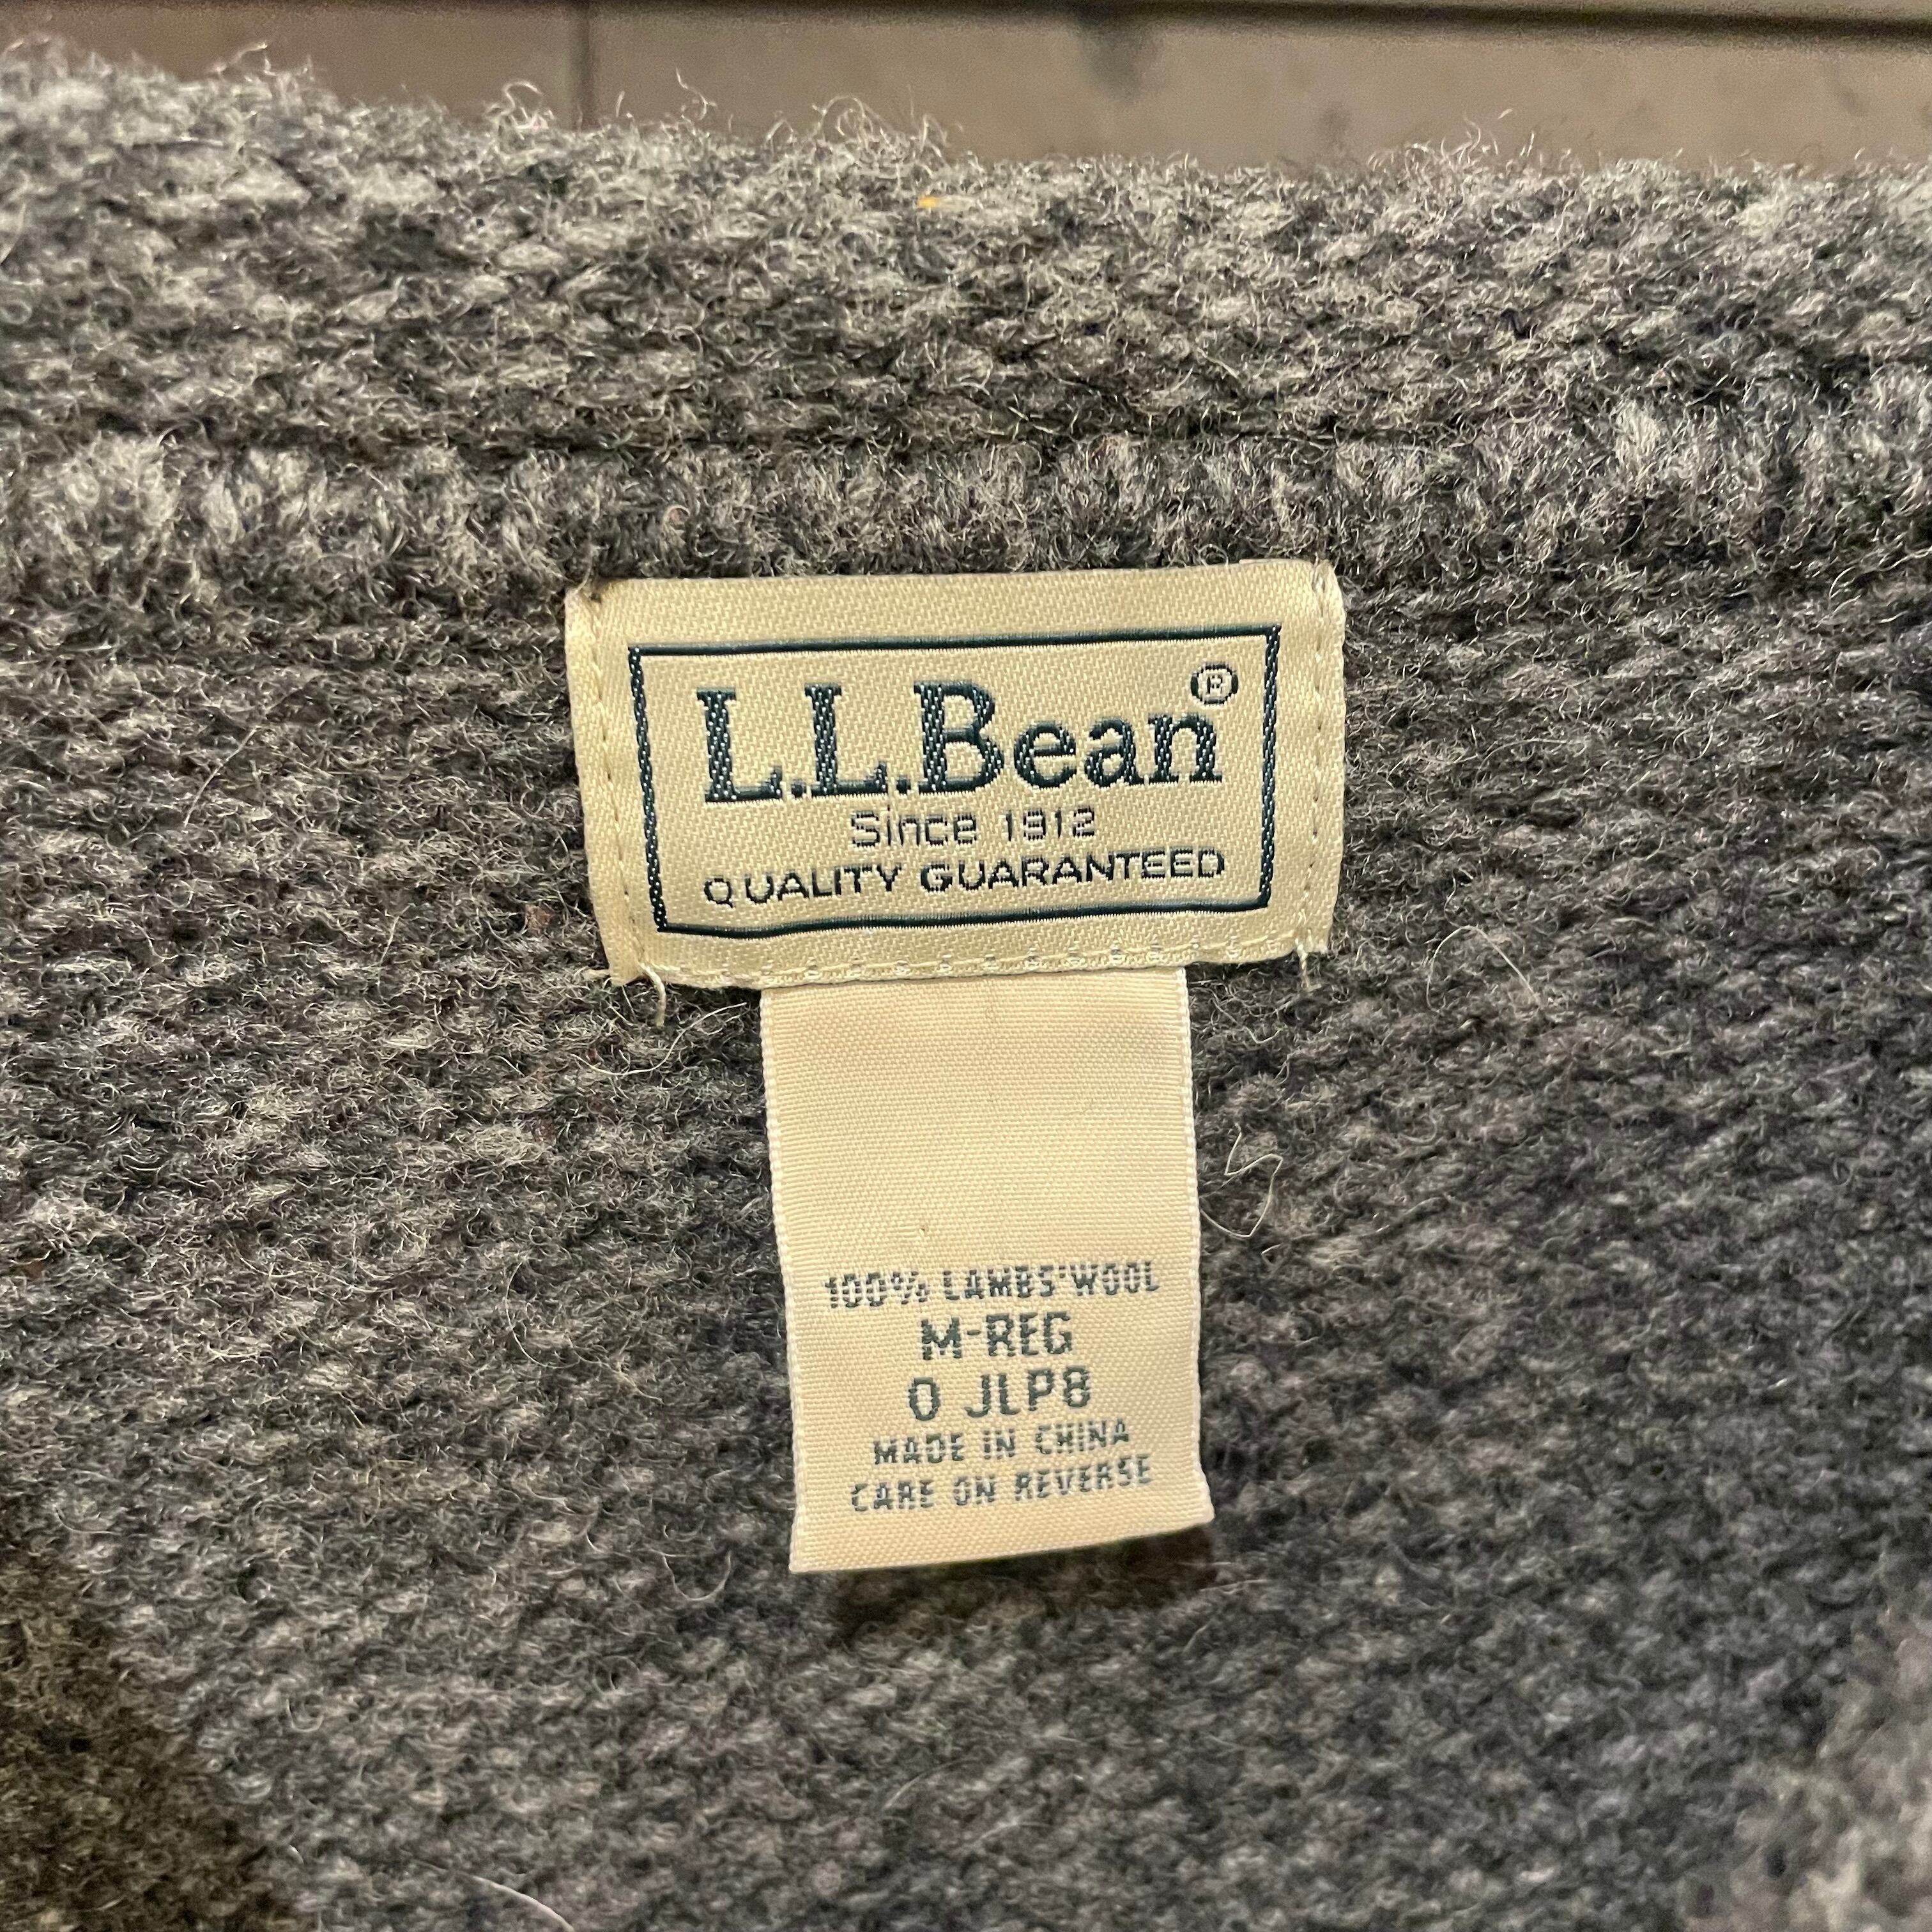 L.L.Bean®
Since 1912
QUALITY GUARANTEED
100% LAMBS' WOOL
M-REG
0 JLP8
MADE IN CHINA
CARE ON REVERSE